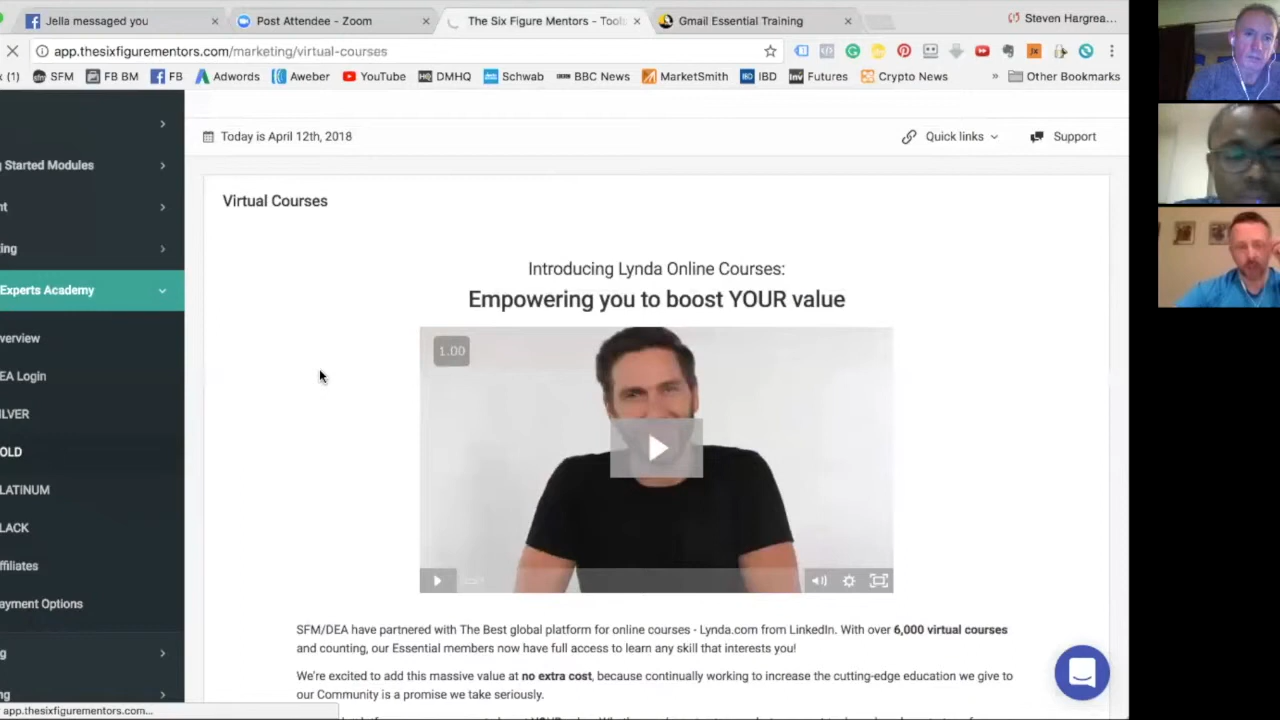 Jella messaged you
Post Attendee - Zoom
The Six Figure Mentors - Tools
Gmail Essential Training
Steven Hargrea...
app.thesixfigurementors.com/marketing/virtual-courses
(1)
SFM
FB BM
FB
Adwords
Aweber
YouTube
DMHQ
Schwab
BBC News
MarketSmith
IBD
Futures
Crypto News
»
Other Bookmarks
Today is April 12th, 2018
Quick links
Support
g Started Modules
nt
ing
Experts Academy
verview
EA Login
ILVER
OLD
LATINUM
LACK
ffiliates
ayment Options
g
ng
Virtual Courses
Introducing Lynda Online Courses:
Empowering you to boost YOUR value
1.00
SFM/DEA have partnered with The Best global platform for online courses - Lynda.com from LinkedIn. With over 6,000 virtual courses
and counting, our Essential members now have full access to learn any skill that interests you!
We're excited to add this massive value at no extra cost, because continually working to increase the cutting-edge education we give to
our Community is a promise we take seriously.
app.thesixfigurementors.com...